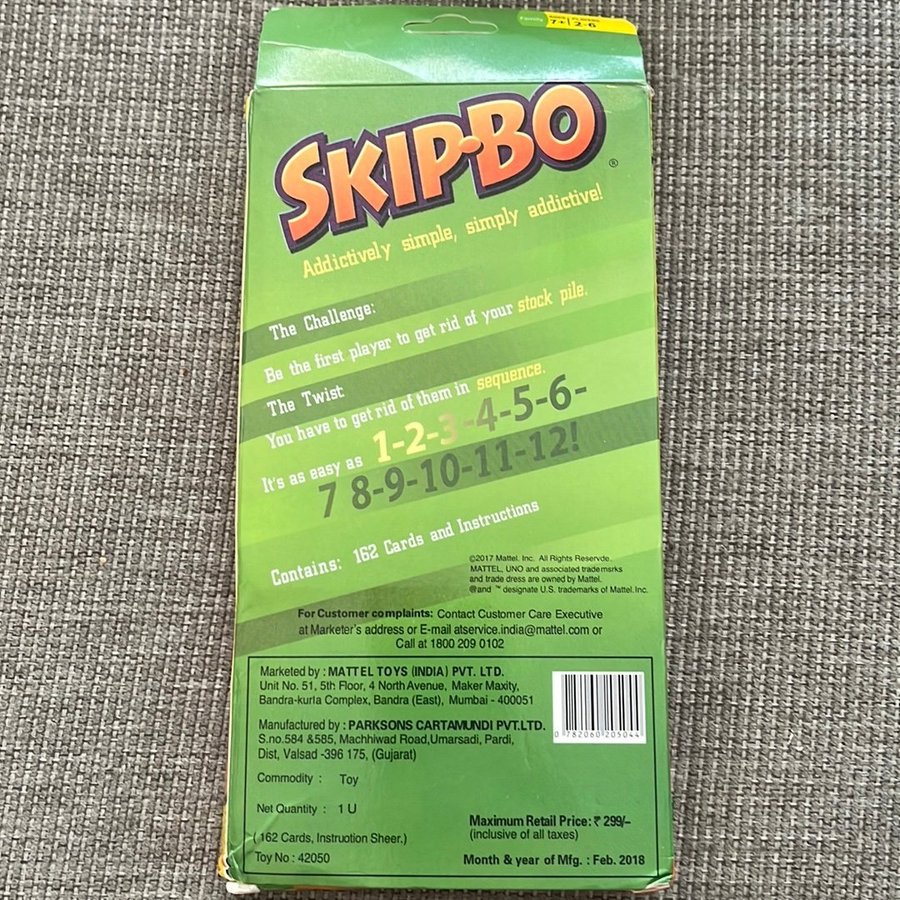 Family AGES 7+ PLAYERS 2-6
SKIP·BO®
Addictively simple, simply addictive!
The Challenge:
Be the first player to get rid of your stock pile.
The Twist
You have to get rid of them in sequence.
It's as easy as 1-2-3-4-5-6-
7 8-9-10-11-12!
Contains: 162 Cards and Instructions
©2017 Mattel, Inc. All Rights Reservde.
MATTEL, UNO and associated trademsrks
and trade dress are owned by Mattel.
®and ™ designate U.S. trademarks of Mattel.Inc.
For Customer complaints: Contact Customer Care Executive
at Marketer's address or E-mail atservice.india@mattel.com or
Call at 1800 209 0102
Marketed by : MATTEL TOYS (INDIA) PVT. LTD.
Unit No. 51, 5th Floor, 4 North Avenue, Maker Maxity,
Bandra-kurla Complex, Bandra (East), Mumbai - 400051
0 782060 205044
Manufactured by : PARKSONS CARTAMUNDI PVT.LTD.
S.no.584 &585, Machhiwad Road,Umarsadi, Pardi,
Dist, Valsad -396 175, (Gujarat)
Commodity : Toy
Net Quantity : 1 U
(162 Cards, Instruation Sheer.)
Toy No : 42050
Maximum Retail Price: ₹ 299/-
(inclusive of all taxes)
Month & year of Mfg. : Feb. 2018